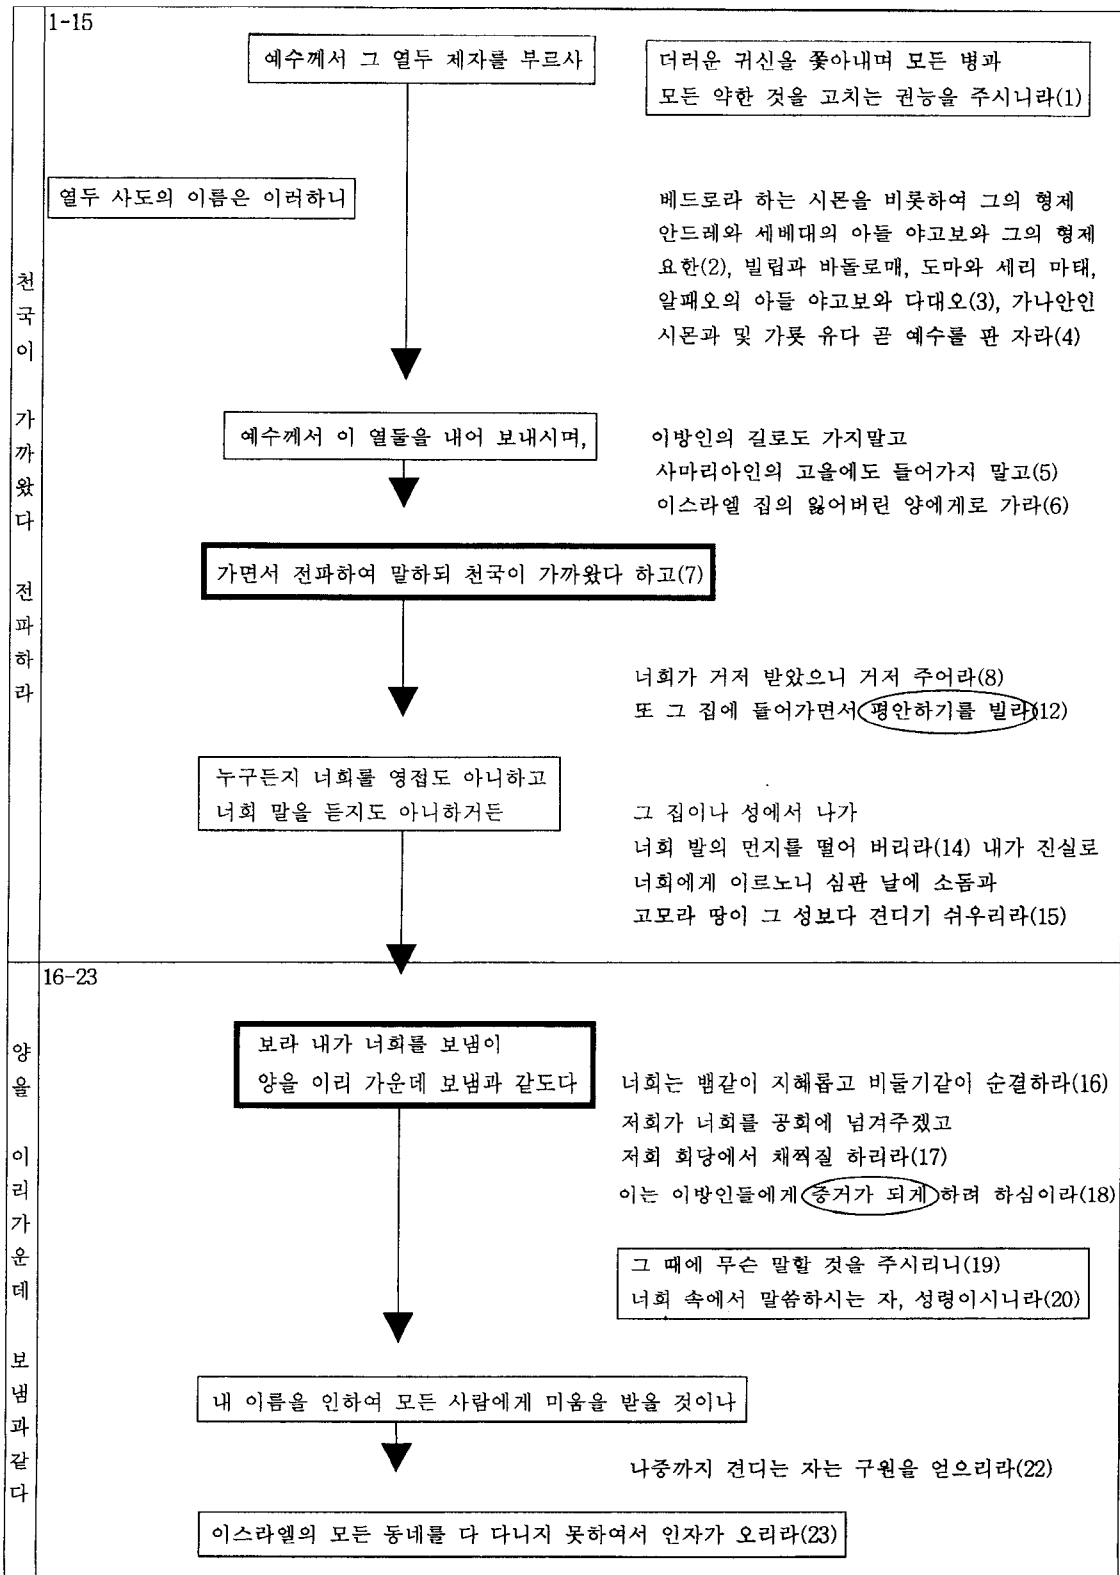 1-15
예수께서 그 열두 제자를 부르사
더러운 귀신을 쫓아내며 모든 병과
모든 약한 것을 고치는 권능을 주시니라(1)
열두 사도의 이름은 이러하니
베드로라 하는 시몬을 비롯하여 그의 형제
안드레와 세베대의 아들 야고보와 그의 형제
요한(2), 빌립과 바돌로매, 도마와 세리 마태,
알패오의 아들 야고보와 다대오(3), 가나안인
시몬과 및 가룟 유다 곧 예수를 판 자라(4)
천국이 가까왔다 전파하라
예수께서 이 열둘을 내어 보내시며,
이방인의 길로도 가지말고
사마리아인의 고을에도 들어가지 말고(5)
이스라엘 집의 잃어버린 양에게로 가라(6)
가면서 전파하여 말하되 천국이 가까왔다 하고(7)
너희가 거저 받았으니 거저 주어라(8)
또 그 집에 들어가면서 평안하기를 빌라(12)
누구든지 너희를 영접도 아니하고
너희 말을 듣지도 아니하거든
그 집이나 성에서 나가
너희 발의 먼지를 떨어 버리라(14) 내가 진실로
너희에게 이르노니 심판 날에 소돔과
고모라 땅이 그 성보다 견디기 쉬우리라(15)
16-23
양을 이리가운데 보냄과같다
보라 내가 너희를 보냄이
양을 이리 가운데 보냄과 같도다
너희는 뱀같이 지혜롭고 비둘기같이 순결하라(16)
저희가 너희를 공회에 넘겨주겠고
저희 회당에서 채찍질 하리라(17)
이는 이방인들에게 증거가 되게 하려 하심이라(18)
그 때에 무슨 말할 것을 주시리니(19)
너희 속에서 말씀하시는 자, 성령이시니라(20)
내 이름을 인하여 모든 사람에게 미움을 받을 것이나
나중까지 견디는 자는 구원을 얻으리라(22)
이스라엘의 모든 동네를 다 다니지 못하여서 인자가 오리라(23)